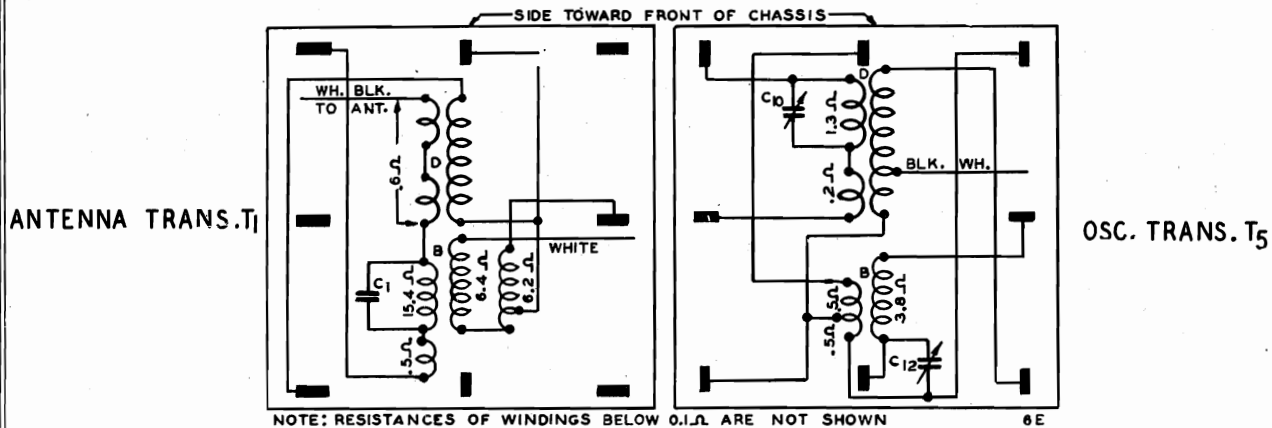 SIDE TOWARD FRONT OF CHASSIS
ANTENNA TRANS. T1
WH. BLK.
TO ANT.
D
.6Ω
B
WHITE
C1
15.4Ω
6.4Ω
6.2Ω
.5Ω
D
C10
1.3Ω
.2Ω
BLK. WH.
B
.5Ω
.5Ω
3.8Ω
C12
OSC. TRANS. T5
NOTE: RESISTANCES OF WINDINGS BELOW 0.1Ω ARE NOT SHOWN
6E